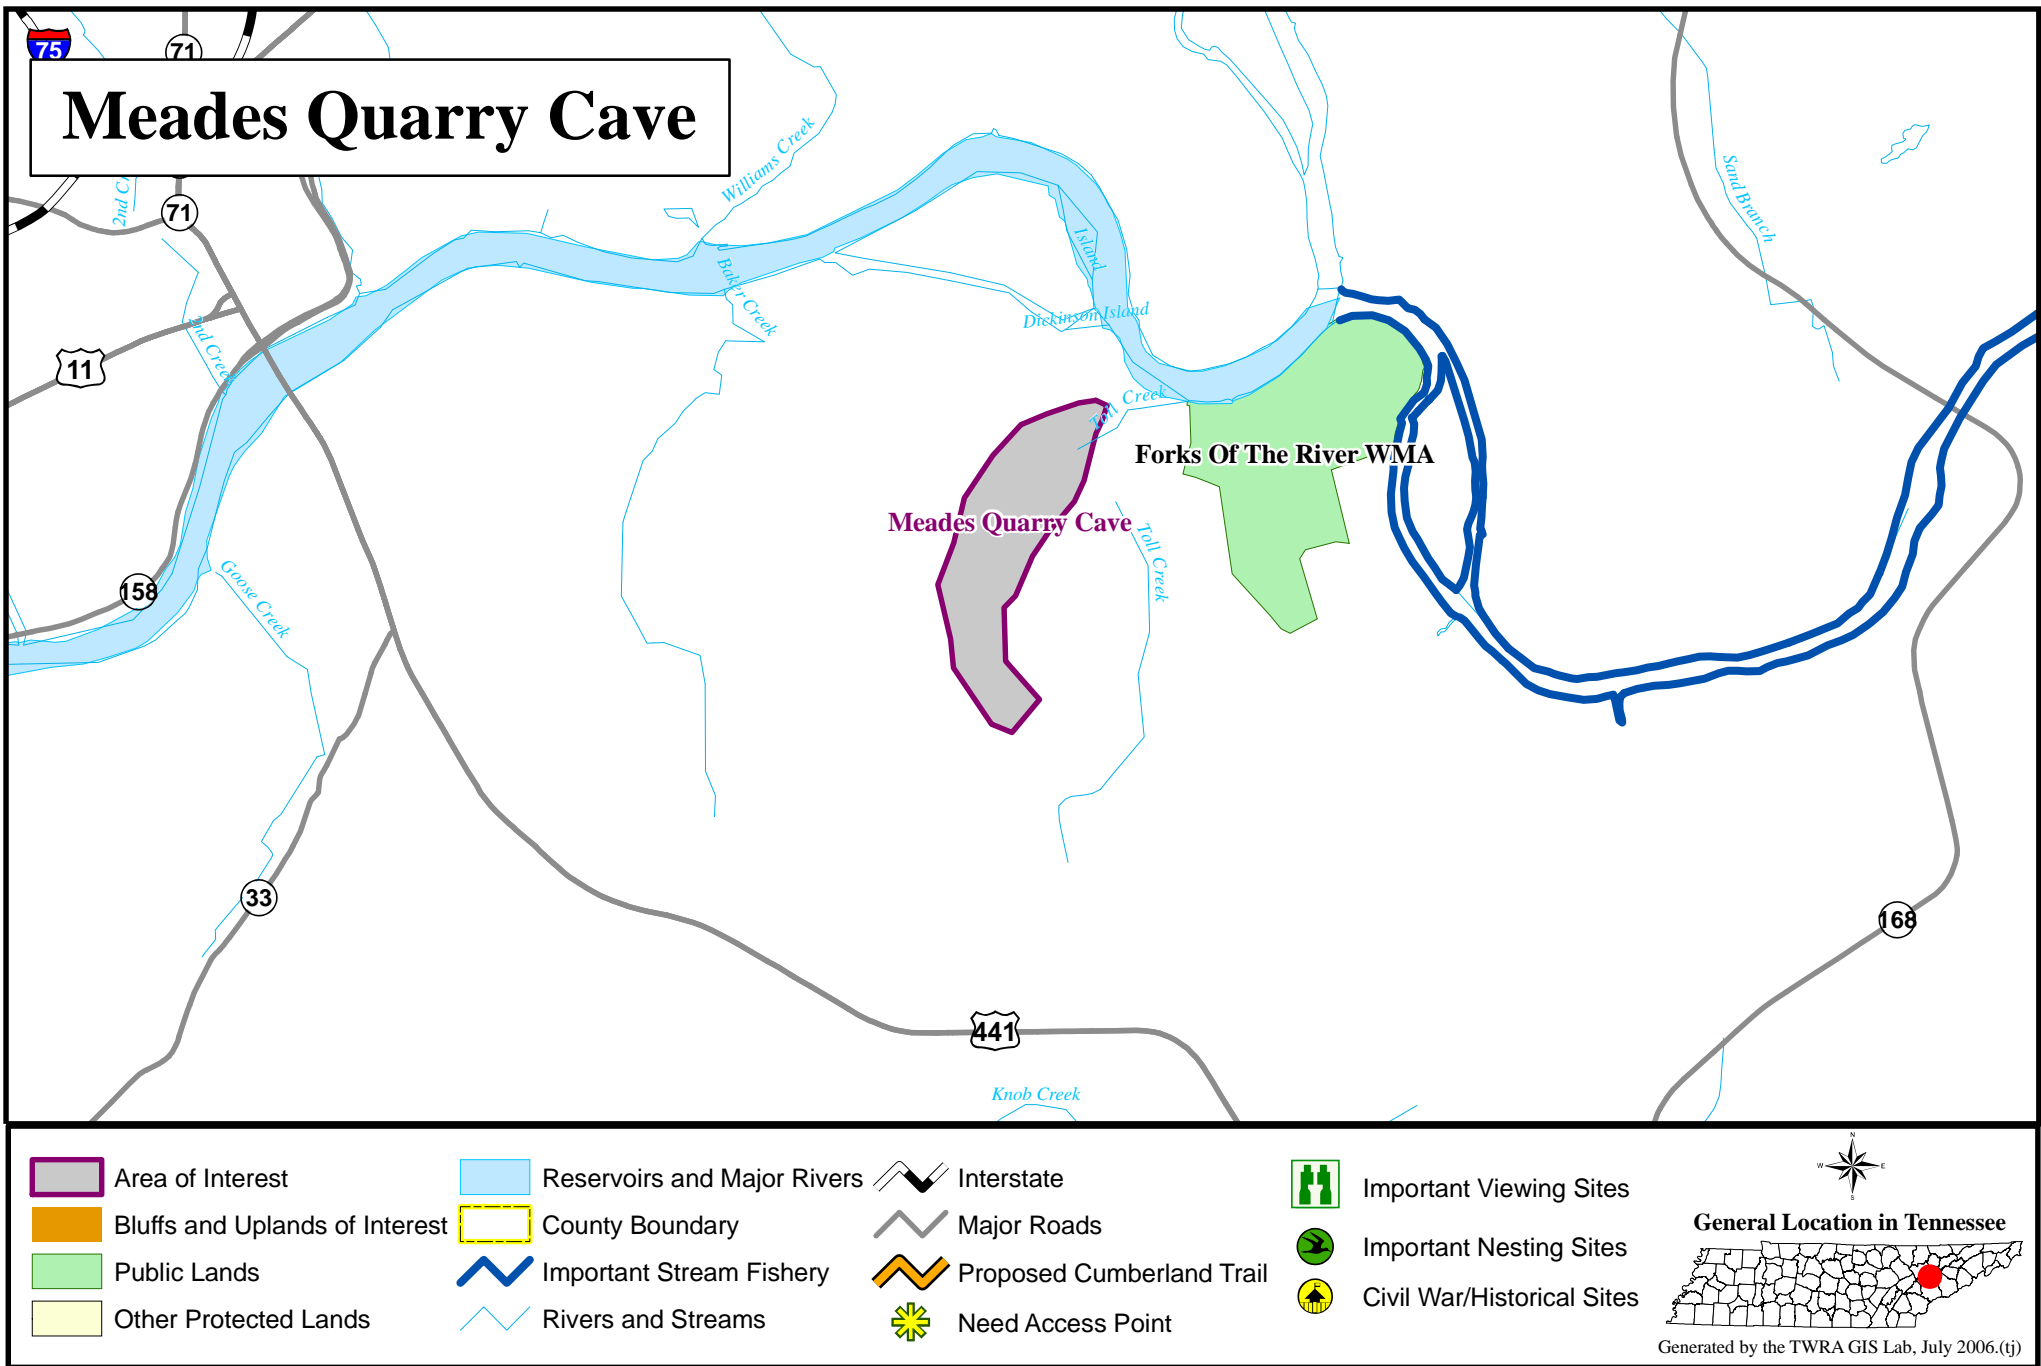 75
71
Meades Quarry Cave
2nd Cr
71
Williams Creek
Sand Branch
Island
Baker Creek
Dickinson Island
2nd Creek
11
Toll Creek
Forks Of The River WMA
Meades Quarry Cave
Toll Creek
Goose Creek
158
33
168
441
Knob Creek
Area of Interest
Bluffs and Uplands of Interest
Public Lands
Other Protected Lands
Reservoirs and Major Rivers
County Boundary
Important Stream Fishery
Rivers and Streams
Interstate
Major Roads
Proposed Cumberland Trail
Need Access Point
Important Viewing Sites
Important Nesting Sites
Civil War/Historical Sites
N
W E
S
General Location in Tennessee
Generated by the TWRA GIS Lab, July 2006.(tj)